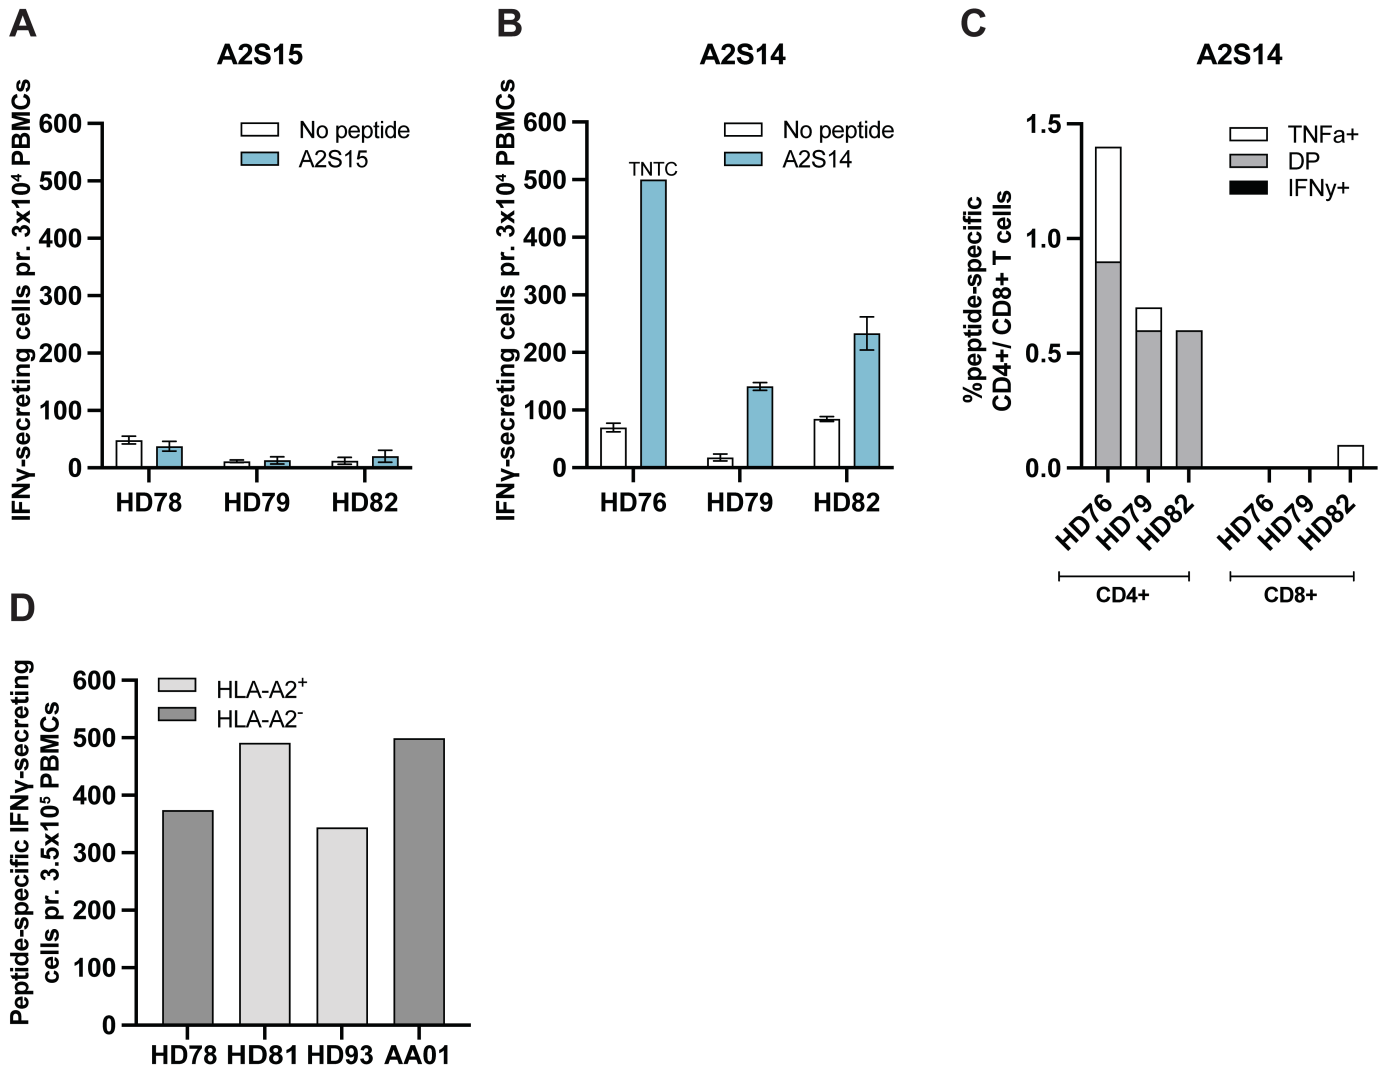 A
A2S15
IFNγ-secreting cells pr. 3x10⁴ PBMCs
600
500
400
300
200
100
0
No peptide
A2S15
HD78 HD79 HD82
B
A2S14
IFNγ-secreting cells pr. 3x10⁴ PBMCs
600
500
400
300
200
100
0
No peptide
A2S14
TNTC
HD76 HD79 HD82
C
A2S14
%peptide-specific
CD4+/ CD8+ T cells
1.5
1.0
0.5
0.0
TNFa+
DP
IFNy+
HD76 HD79 HD82 HD76 HD79 HD82
CD4+ CD8+
D
Peptide-specific IFNγ-secreting
cells pr. 3.5x10⁵ PBMCs
600
500
400
300
200
100
0
HLA-A2⁺
HLA-A2⁻
HD78 HD81 HD93 AA01